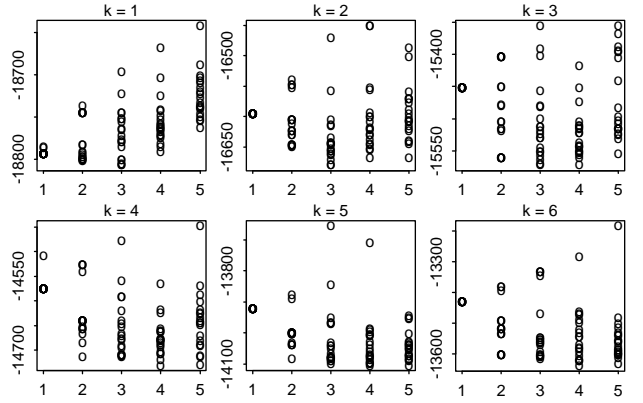 k = 1
k = 2
k = 3
-18700
-18800
-16500
-16650
-15400
-15550
1 2 3 4 5
1 2 3 4 5
1 2 3 4 5
k = 4
k = 5
k = 6
-14550
-14700
-13800
-14100
-13300
-13600
1 2 3 4 5
1 2 3 4 5
1 2 3 4 5